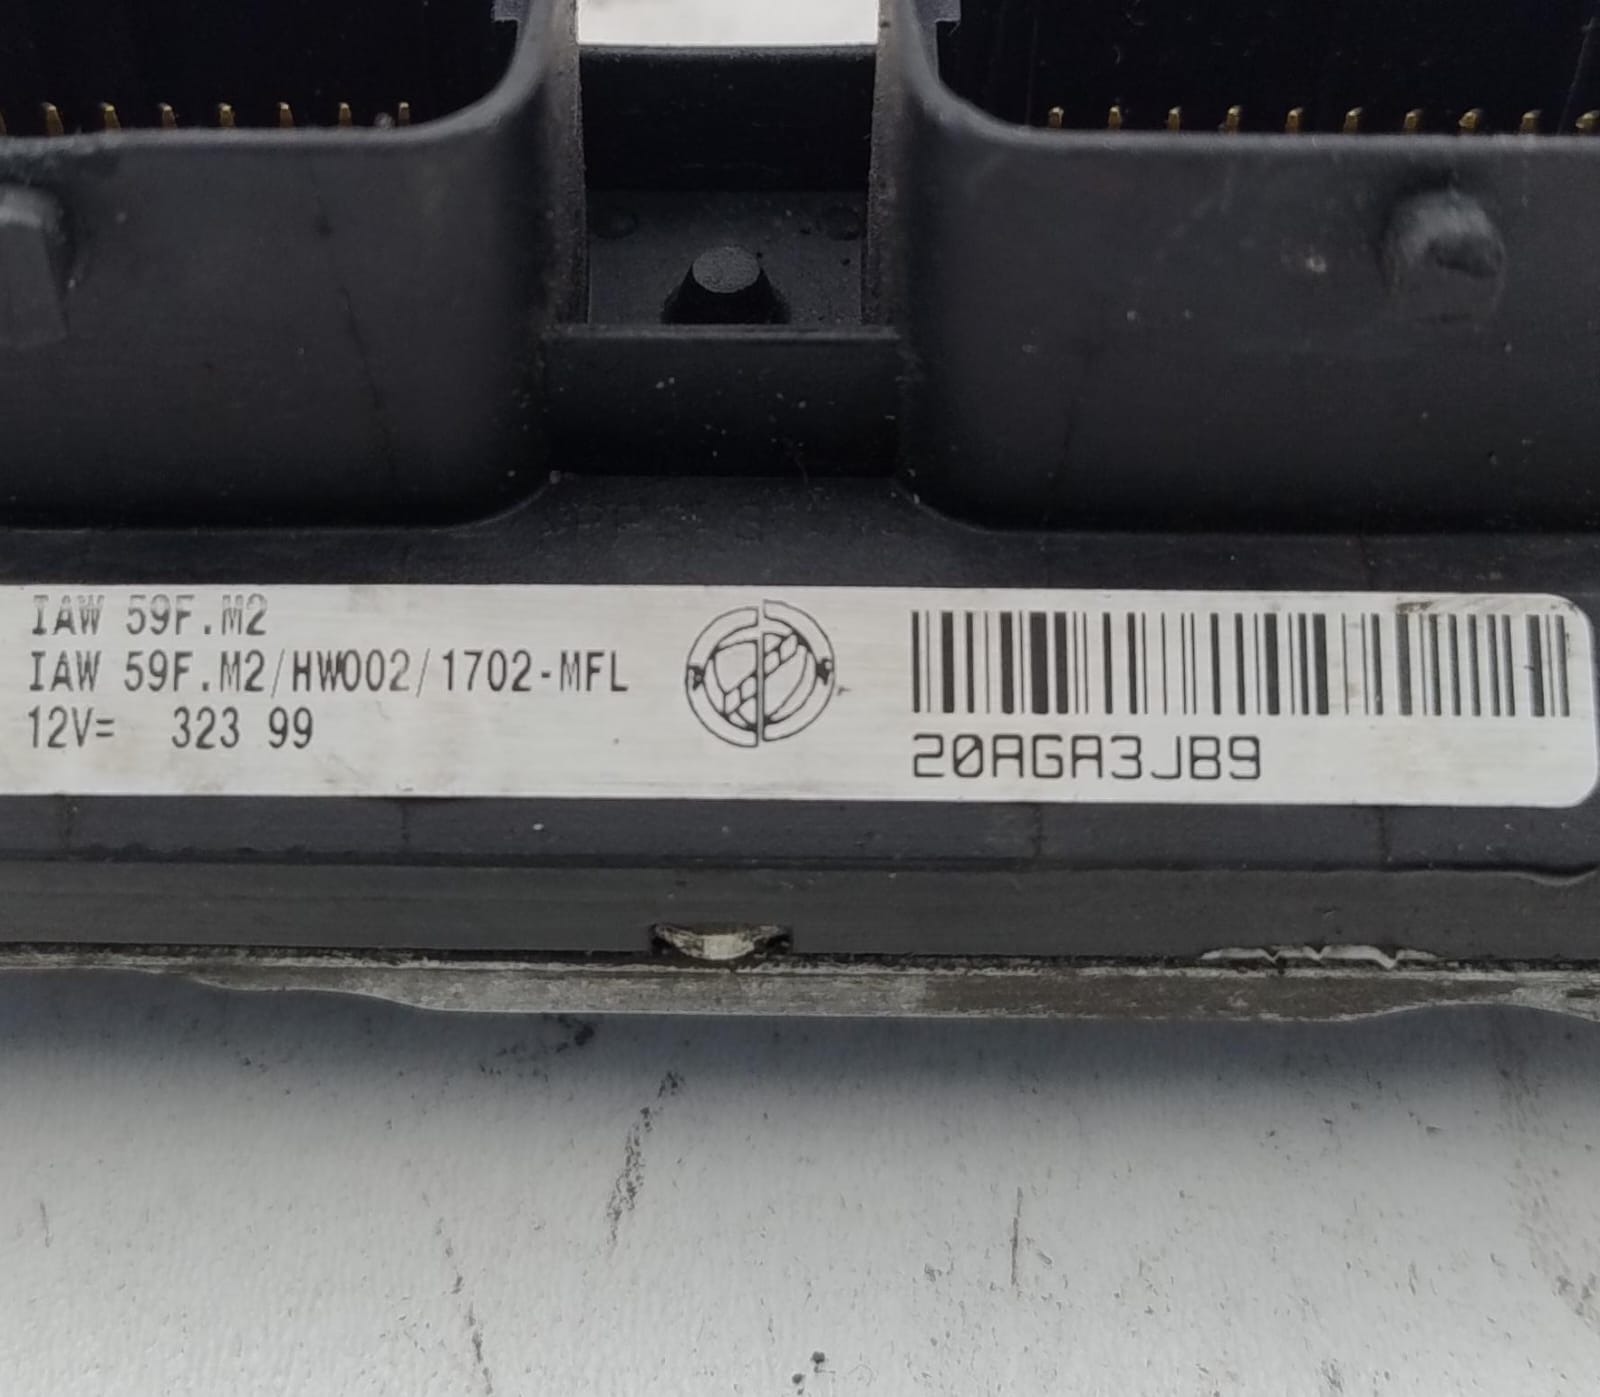 IAW 59F.M2
IAW 59F.M2/HW002/1702-MFL
12V= 323 99
20AGA3JB9